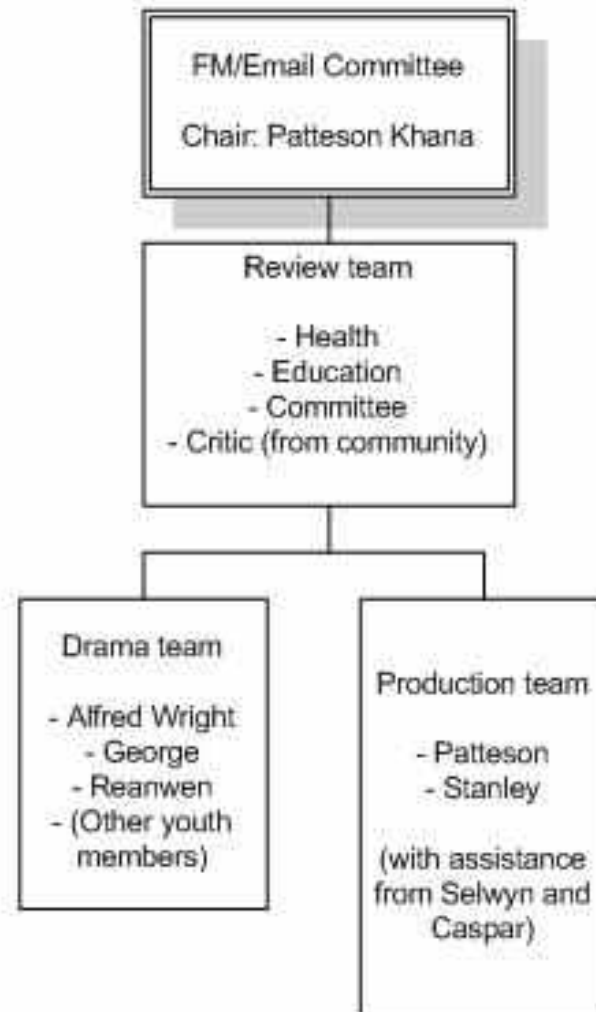 FM/Email Committee
Chair: Patteson Khana
Review team
- Health
- Education
- Committee
- Critic (from community)
Drama team
- Alfred Wright
- George
- Reanwen
- (Other youth
members)
Production team
- Patteson
- Stanley
(with assistance
from Selwyn and
Caspar)